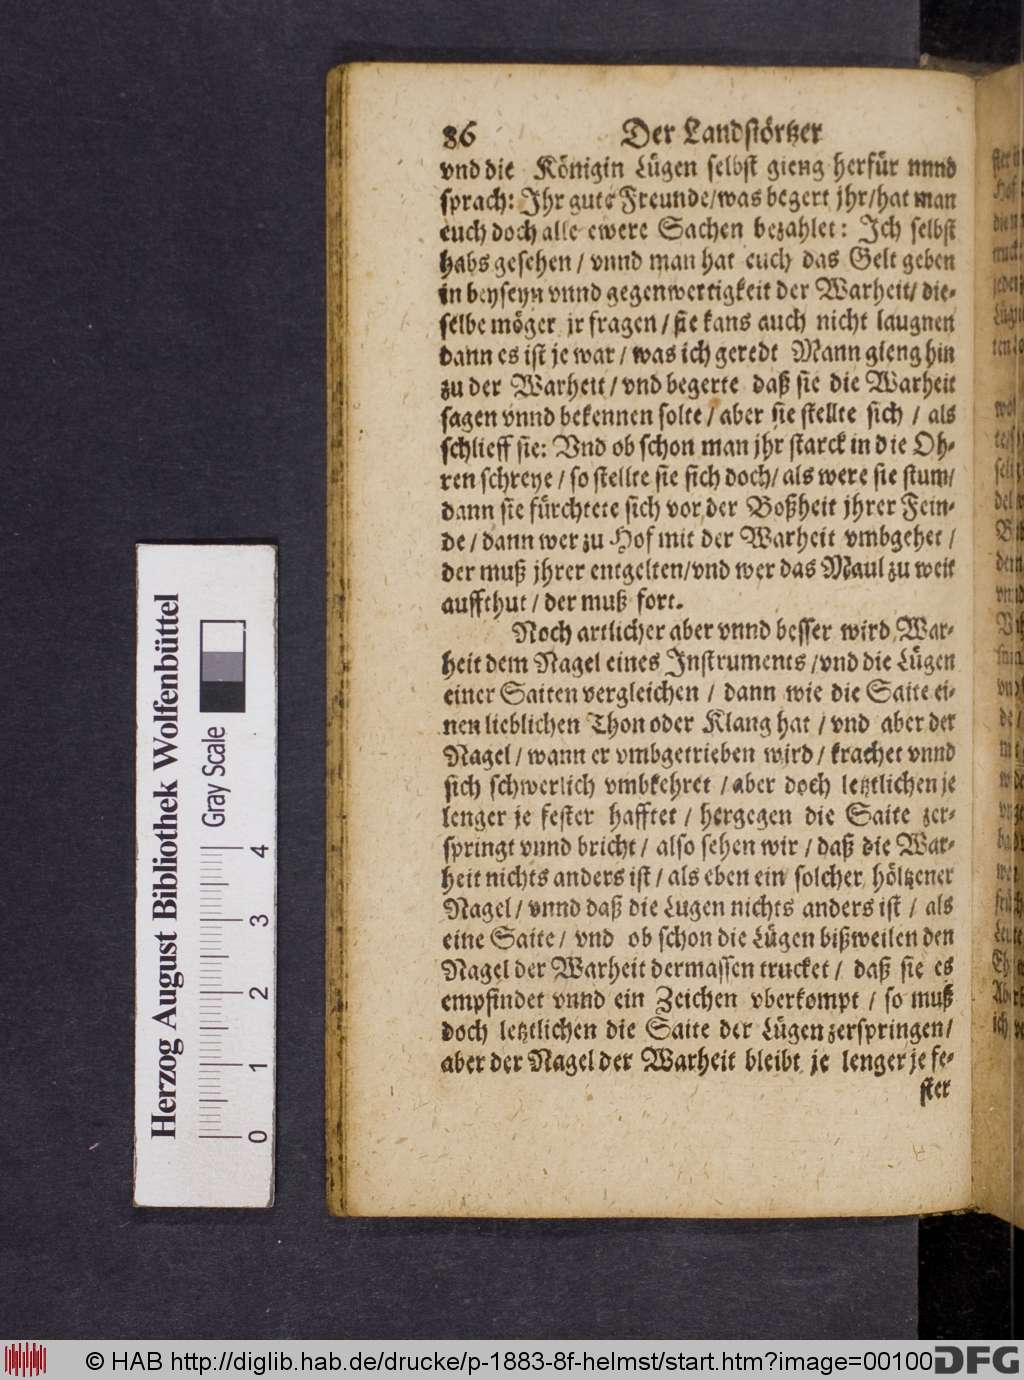 86 Der Landstörtzer
vnd die Königin Lügen selbst gieng herfür nnnd
sprach: Ihr gute Freunde/was begert jhr/hat man
euch doch alle ewere Sachen bezahlet: Ich selbst
habs gesehen / vnnd man hat euch das Gelt geben
in beyseyn vnnd gegenwertigkeit der Warheit/ die-
selbe möger jr fragen / sie kans auch nicht laugnen
dann es ist je war / was ich geredt Mann gieng hin
zu der Warheit / vnd begerte daß sie die Warheit
sagen vnnd bekennen solte / aber sie stellte sich / als
schlieff sie: Vnd ob schon man jhr starck in die Oh-
ren schreye / so stellte sie sich doch/ als were sie stum/
dann sie fürchtete sich vor der Boßheit jhrer Fein-
de / dann wer zu Hof mit der Warheit vmbgehet /
der muß jhrer entgelten/vnd wer das Maul zu weit
auffthut / der muß fort.
Noch artlicher aber vnnd besser wird War-
heit dem Nagel eines Instruments /vnd die Lügen
einer Saiten vergleichen / dann wie die Saite ei-
nen lieblichen Thon oder Klang hat / vnd aber der
Nagel / wann er vmbgetrieben wird / krachet vnnd
sich schwerlich vmbkehret / aber doch letztlichen je
lenger je fester hafftet / hergegen die Saite zer-
springt vnnd bricht / also sehen wir / daß die War-
heit nichts anders ist / als eben ein solcher höltzener
Nagel / vnnd daß die Lugen nichts anders ist / als
eine Saite / vnd ob schon die Lügen bißweilen den
Nagel der Warheit dermassen trucket / daß sie es
empfindet vnnd ein Zeichen vberkompt / so muß
doch letztlichen die Saite der Lügen zerspringen/
aber der Nagel der Warheit bleibt je lenger je fe-
ster
Herzog August Bibliothek Wolfenbüttel
Gray Scale
0 1 2 3 4
© HAB http://diglib.hab.de/drucke/p-1883-8f-helmst/start.htm?image=00100
DFG